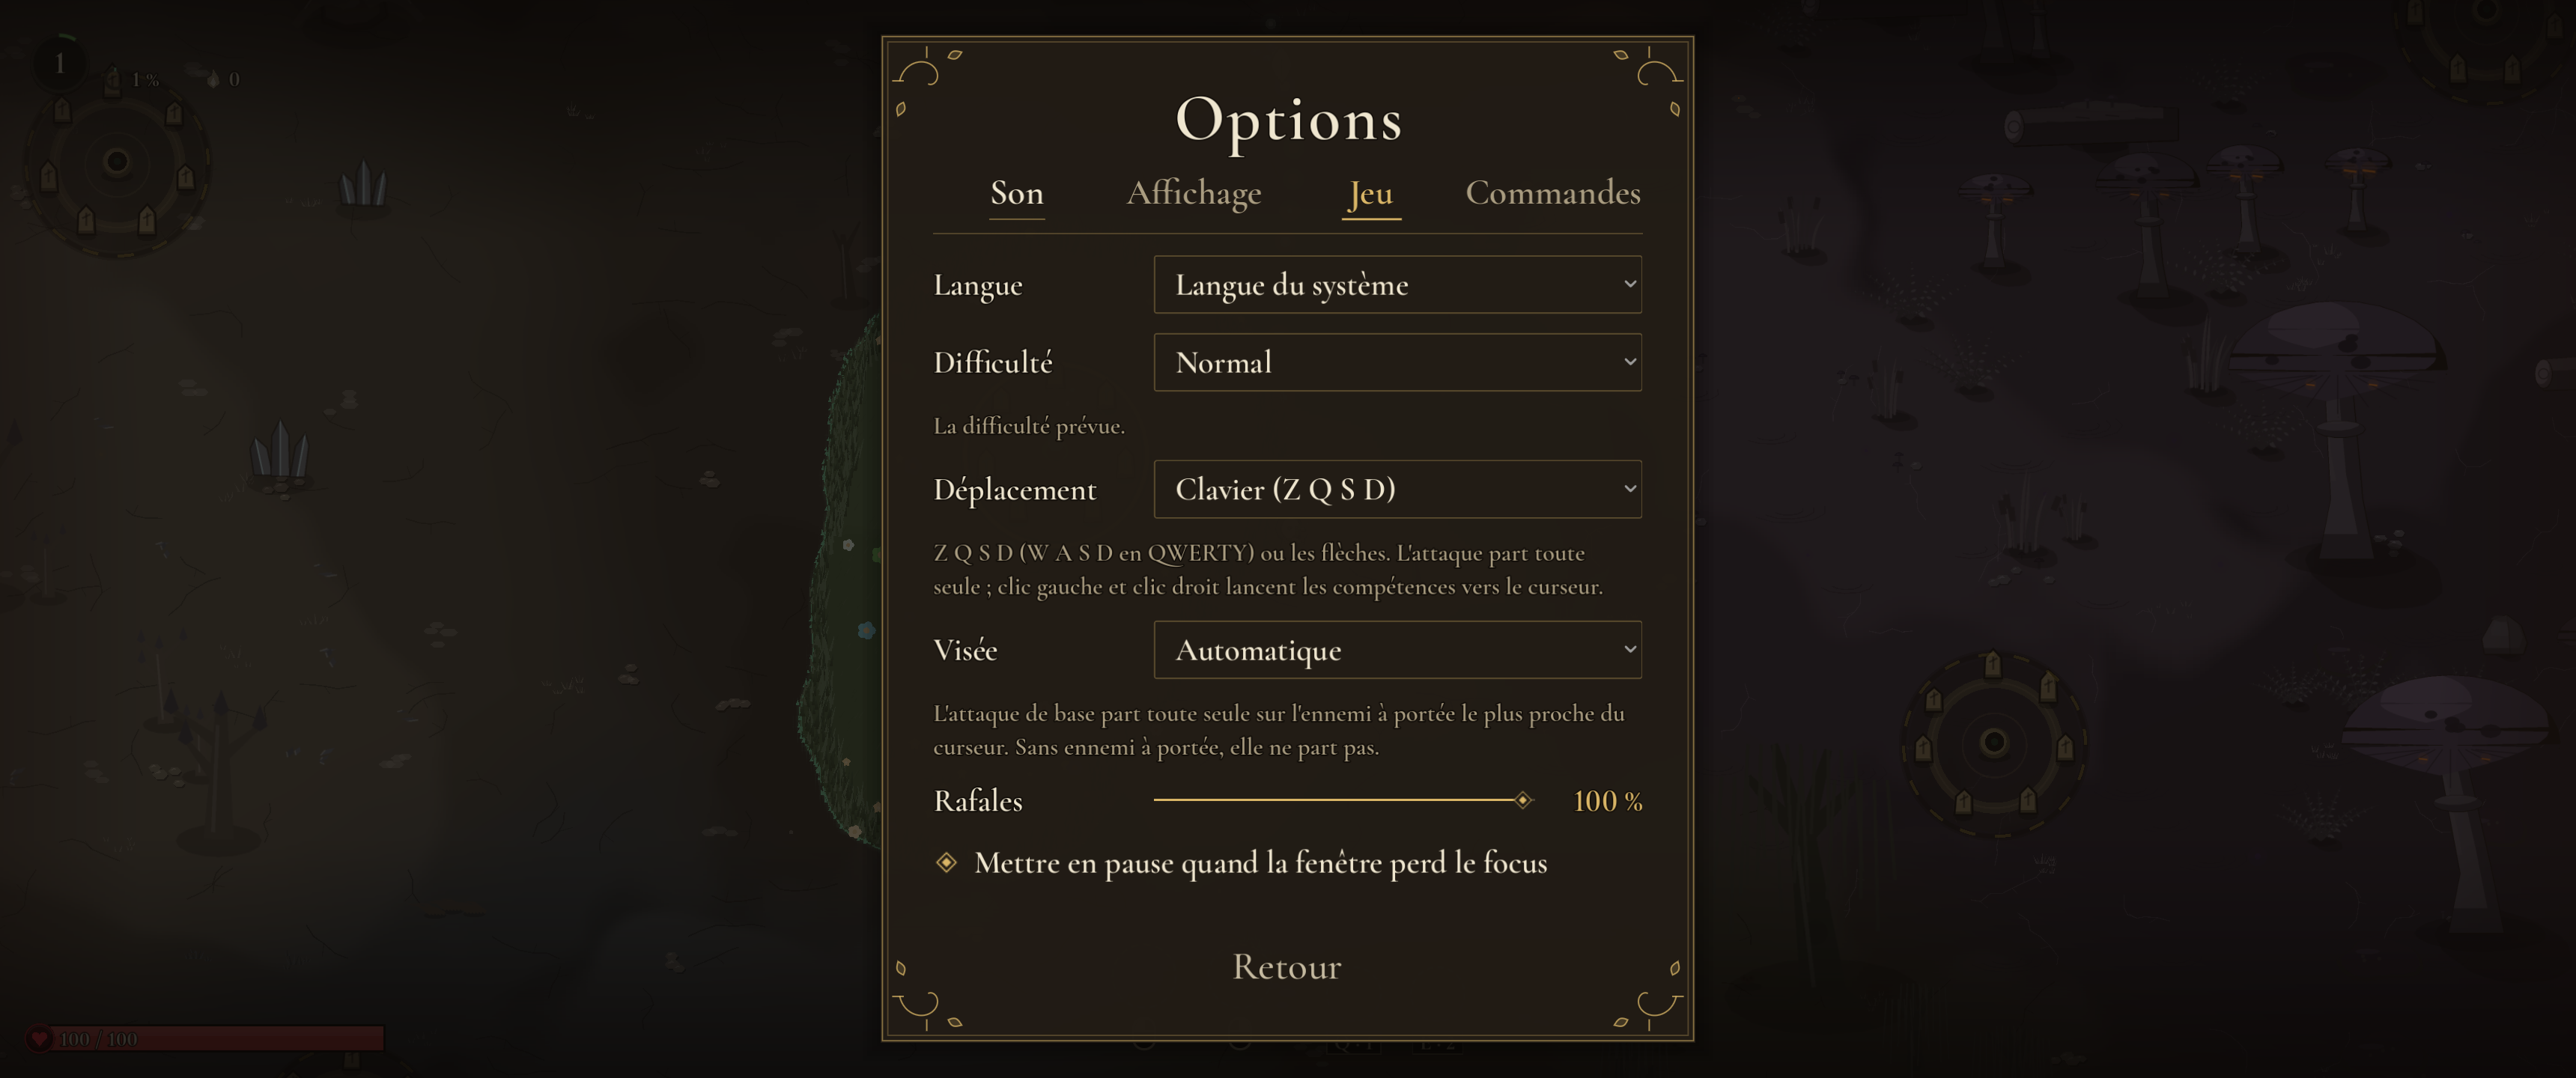 1
1 %
0
Options
Son
Affichage
Jeu
Commandes
Langue
Langue du système
Difficulté
Normal
La difficulté prévue.
Déplacement
Clavier (Z Q S D)
Z Q S D (W A S D en QWERTY) ou les flèches. L'attaque part toute
seule ; clic gauche et clic droit lancent les compétences vers le curseur.
Visée
Automatique
L'attaque de base part toute seule sur l'ennemi à portée le plus proche du
curseur. Sans ennemi à portée, elle ne part pas.
Rafales
100 %
Mettre en pause quand la fenêtre perd le focus
Retour
100 / 100